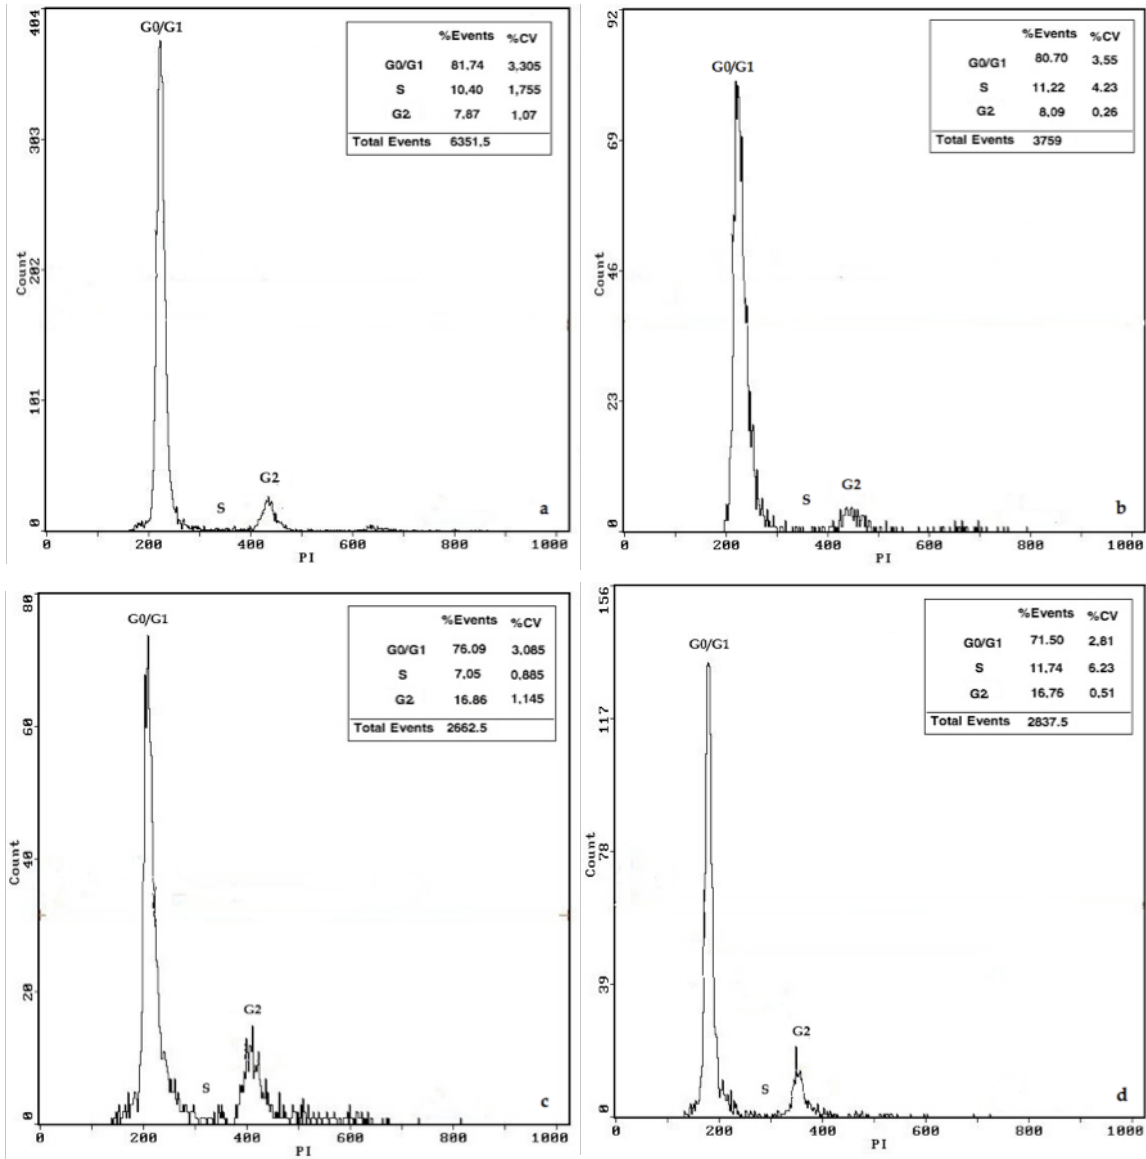 404
303
202
101
0
Count
G0/G1
S
G2
%Events %CV
G0/G1 81,74 3,305
S 10,40 1,755
G2 7.87 1,07
Total Events 6351,5
a
0 200 400 600 800 1000
PI
92
69
46
23
0
Count
G0/G1
S
G2
%Events %CV
G0/G1 80.70 3,55
S 11,22 4.23
G2 8,09 0,26
Total Events 3759
b
0 200 400 600 800 1000
PI
80
60
40
20
0
Count
G0/G1
S
G2
%Events %CV
G0/G1 76.09 3,085
S 7,05 0,885
G2 16.86 1,145
Total Events 2662.5
c
0 200 400 600 800 1000
PI
156
117
78
39
0
Count
G0/G1
S
G2
%Events %CV
G0/G1 71.50 2,81
S 11,74 6.23
G2 16,76 0,51
Total Events 2837.5
d
0 200 400 600 800 1000
PI